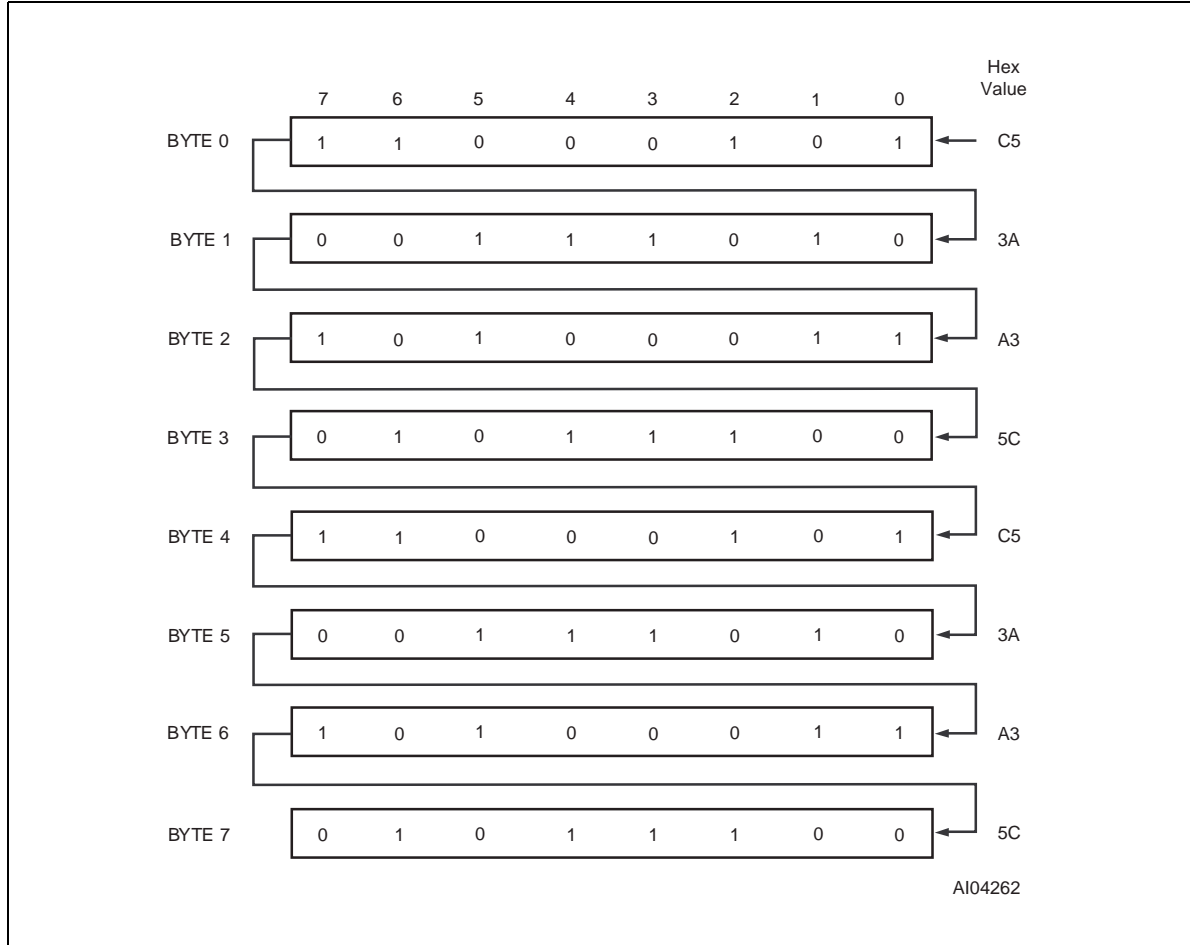 Hex
Value
7 6 5 4 3 2 1 0
BYTE 0 1 1 0 0 0 1 0 1 C5
BYTE 1 0 0 1 1 1 0 1 0 3A
BYTE 2 1 0 1 0 0 0 1 1 A3
BYTE 3 0 1 0 1 1 1 0 0 5C
BYTE 4 1 1 0 0 0 1 0 1 C5
BYTE 5 0 0 1 1 1 0 1 0 3A
BYTE 6 1 0 1 0 0 0 1 1 A3
BYTE 7 0 1 0 1 1 1 0 0 5C
AI04262